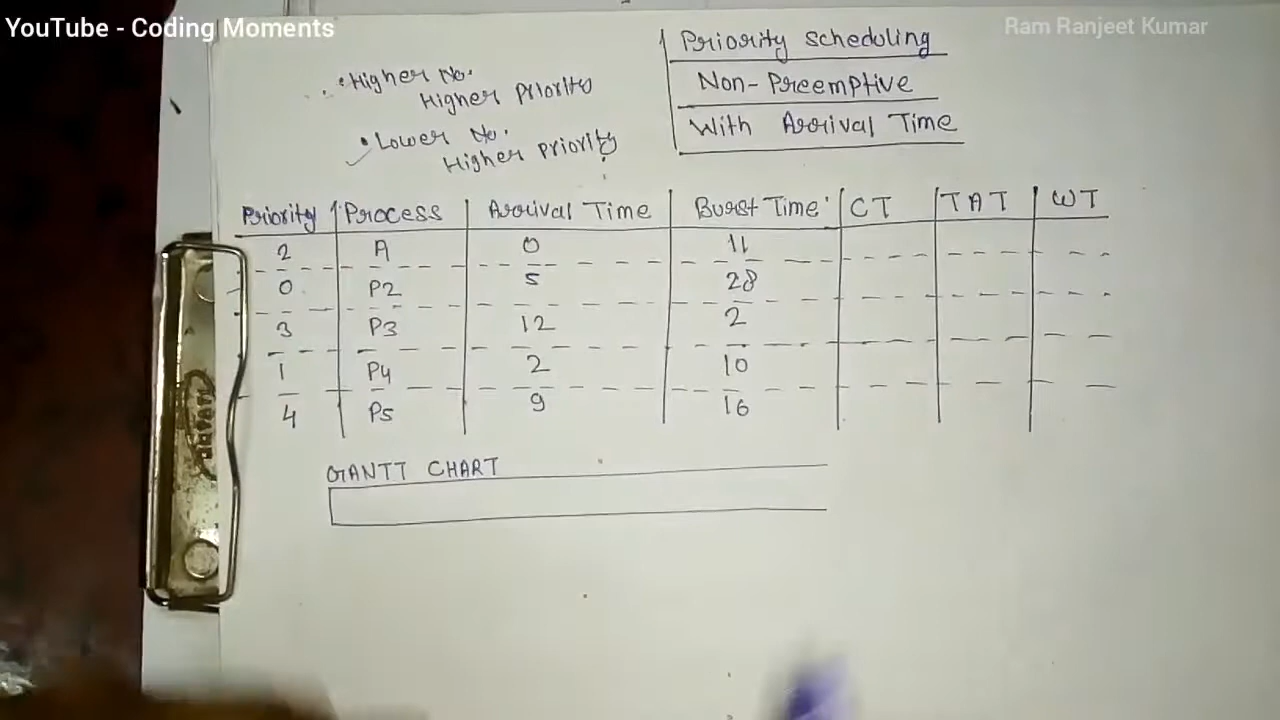 YouTube - Coding Moments
Ram Ranjeet Kumar
Priority Scheduling
Non-Preemptive
With Arrival Time
• Higher No.
Higher Priority
• Lower No.
Higher Priority
Priority Process Arrival Time Burst Time CT TAT WT
2 A 0 11
0 P2 5 28
3 P3 12 2
1 P4 2 10
4 P5 9 16
GANTT CHART